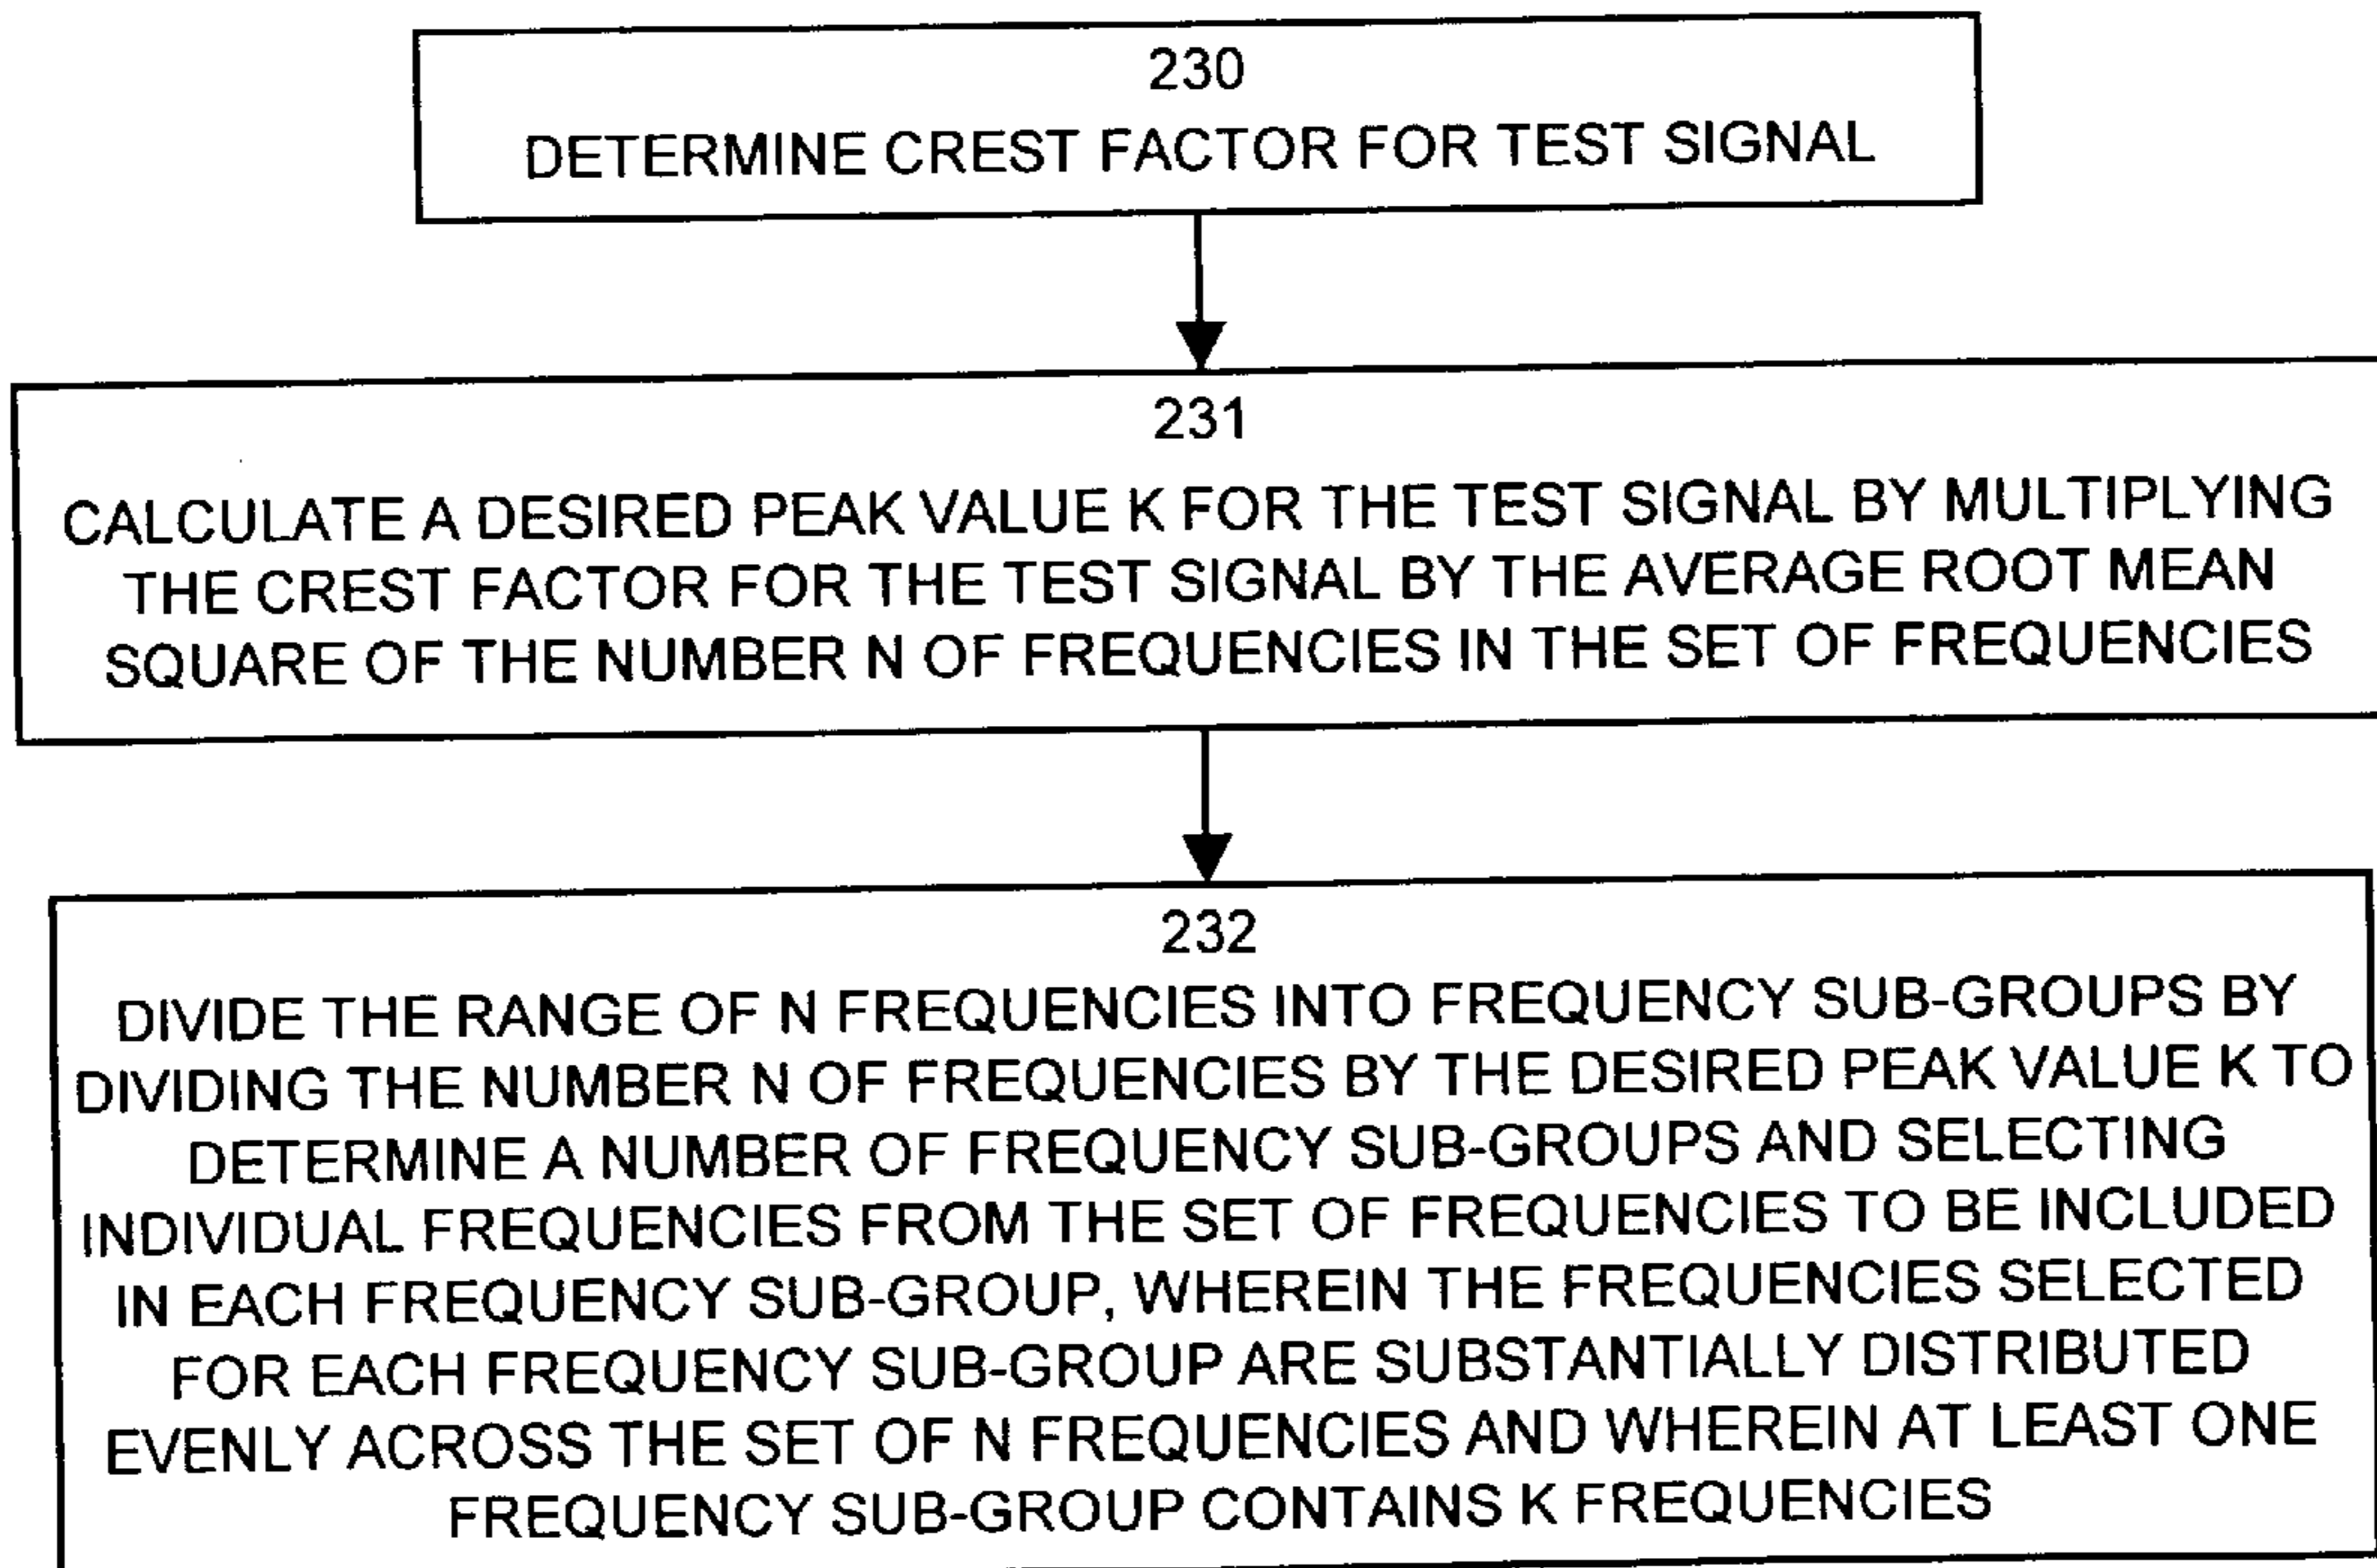 230
DETERMINE CREST FACTOR FOR TEST SIGNAL
231
CALCULATE A DESIRED PEAK VALUE K FOR THE TEST SIGNAL BY MULTIPLYING
THE CREST FACTOR FOR THE TEST SIGNAL BY THE AVERAGE ROOT MEAN
SQUARE OF THE NUMBER N OF FREQUENCIES IN THE SET OF FREQUENCIES
232
DIVIDE THE RANGE OF N FREQUENCIES INTO FREQUENCY SUB-GROUPS BY
DIVIDING THE NUMBER N OF FREQUENCIES BY THE DESIRED PEAK VALUE K TO
DETERMINE A NUMBER OF FREQUENCY SUB-GROUPS AND SELECTING
INDIVIDUAL FREQUENCIES FROM THE SET OF FREQUENCIES TO BE INCLUDED
IN EACH FREQUENCY SUB-GROUP, WHEREIN THE FREQUENCIES SELECTED
FOR EACH FREQUENCY SUB-GROUP ARE SUBSTANTIALLY DISTRIBUTED
EVENLY ACROSS THE SET OF N FREQUENCIES AND WHEREIN AT LEAST ONE
FREQUENCY SUB-GROUP CONTAINS K FREQUENCIES